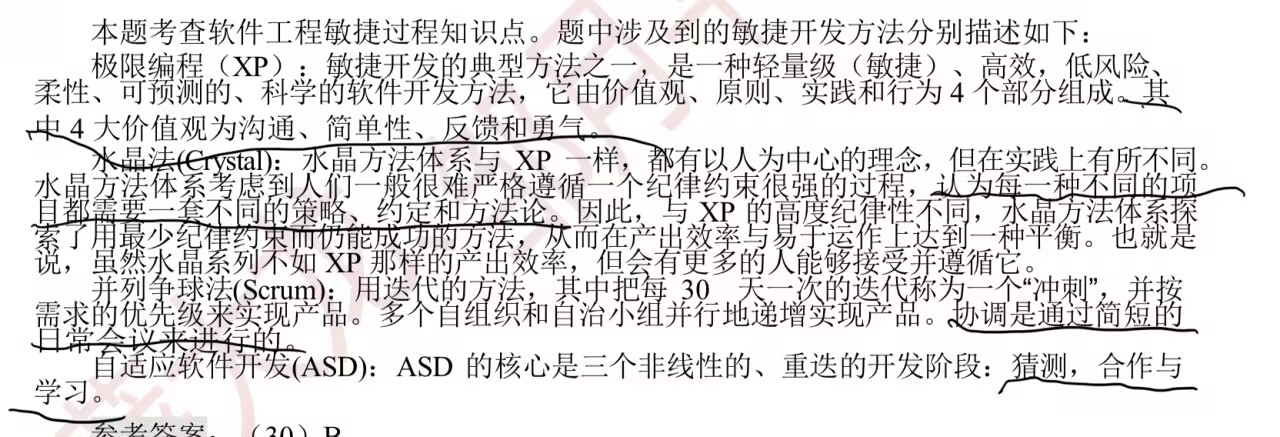 本题考查软件工程敏捷过程知识点。题中涉及到的敏捷开发方法分别描述如下：
极限编程（XP）：敏捷开发的典型方法之一，是一种轻量级（敏捷）、高效，低风险、
柔性、可预测的、科学的软件开发方法，它由价值观、原则、实践和行为 4 个部分组成。其
中 4 大价值观为沟通、简单性、反馈和勇气。
水晶法(Crystal)：水晶方法体系与 XP 一样，都有以人为中心的理念，但在实践上有所不同。
水晶方法体系考虑到人们一般很难严格遵循一个纪律约束很强的过程，认为每一种不同的项
目都需要一套不同的策略、约定和方法论。因此，与 XP 的高度纪律性不同，水晶方法体系探
索了用最少纪律约束而仍能成功的方法，从而在产出效率与易于运作上达到一种平衡。也就是
说，虽然水晶系列不如 XP 那样的产出效率，但会有更多的人能够接受并遵循它。
并列争球法(Scrum)：用迭代的方法，其中把每 30 天一次的迭代称为一个“冲刺”，并按
需求的优先级来实现产品。多个自组织和自治小组并行地递增实现产品。协调是通过简短的
日常会议来进行的。
自适应软件开发(ASD)：ASD 的核心是三个非线性的、重迭的开发阶段：猜测，合作与
学习。
参考答案：（30）B